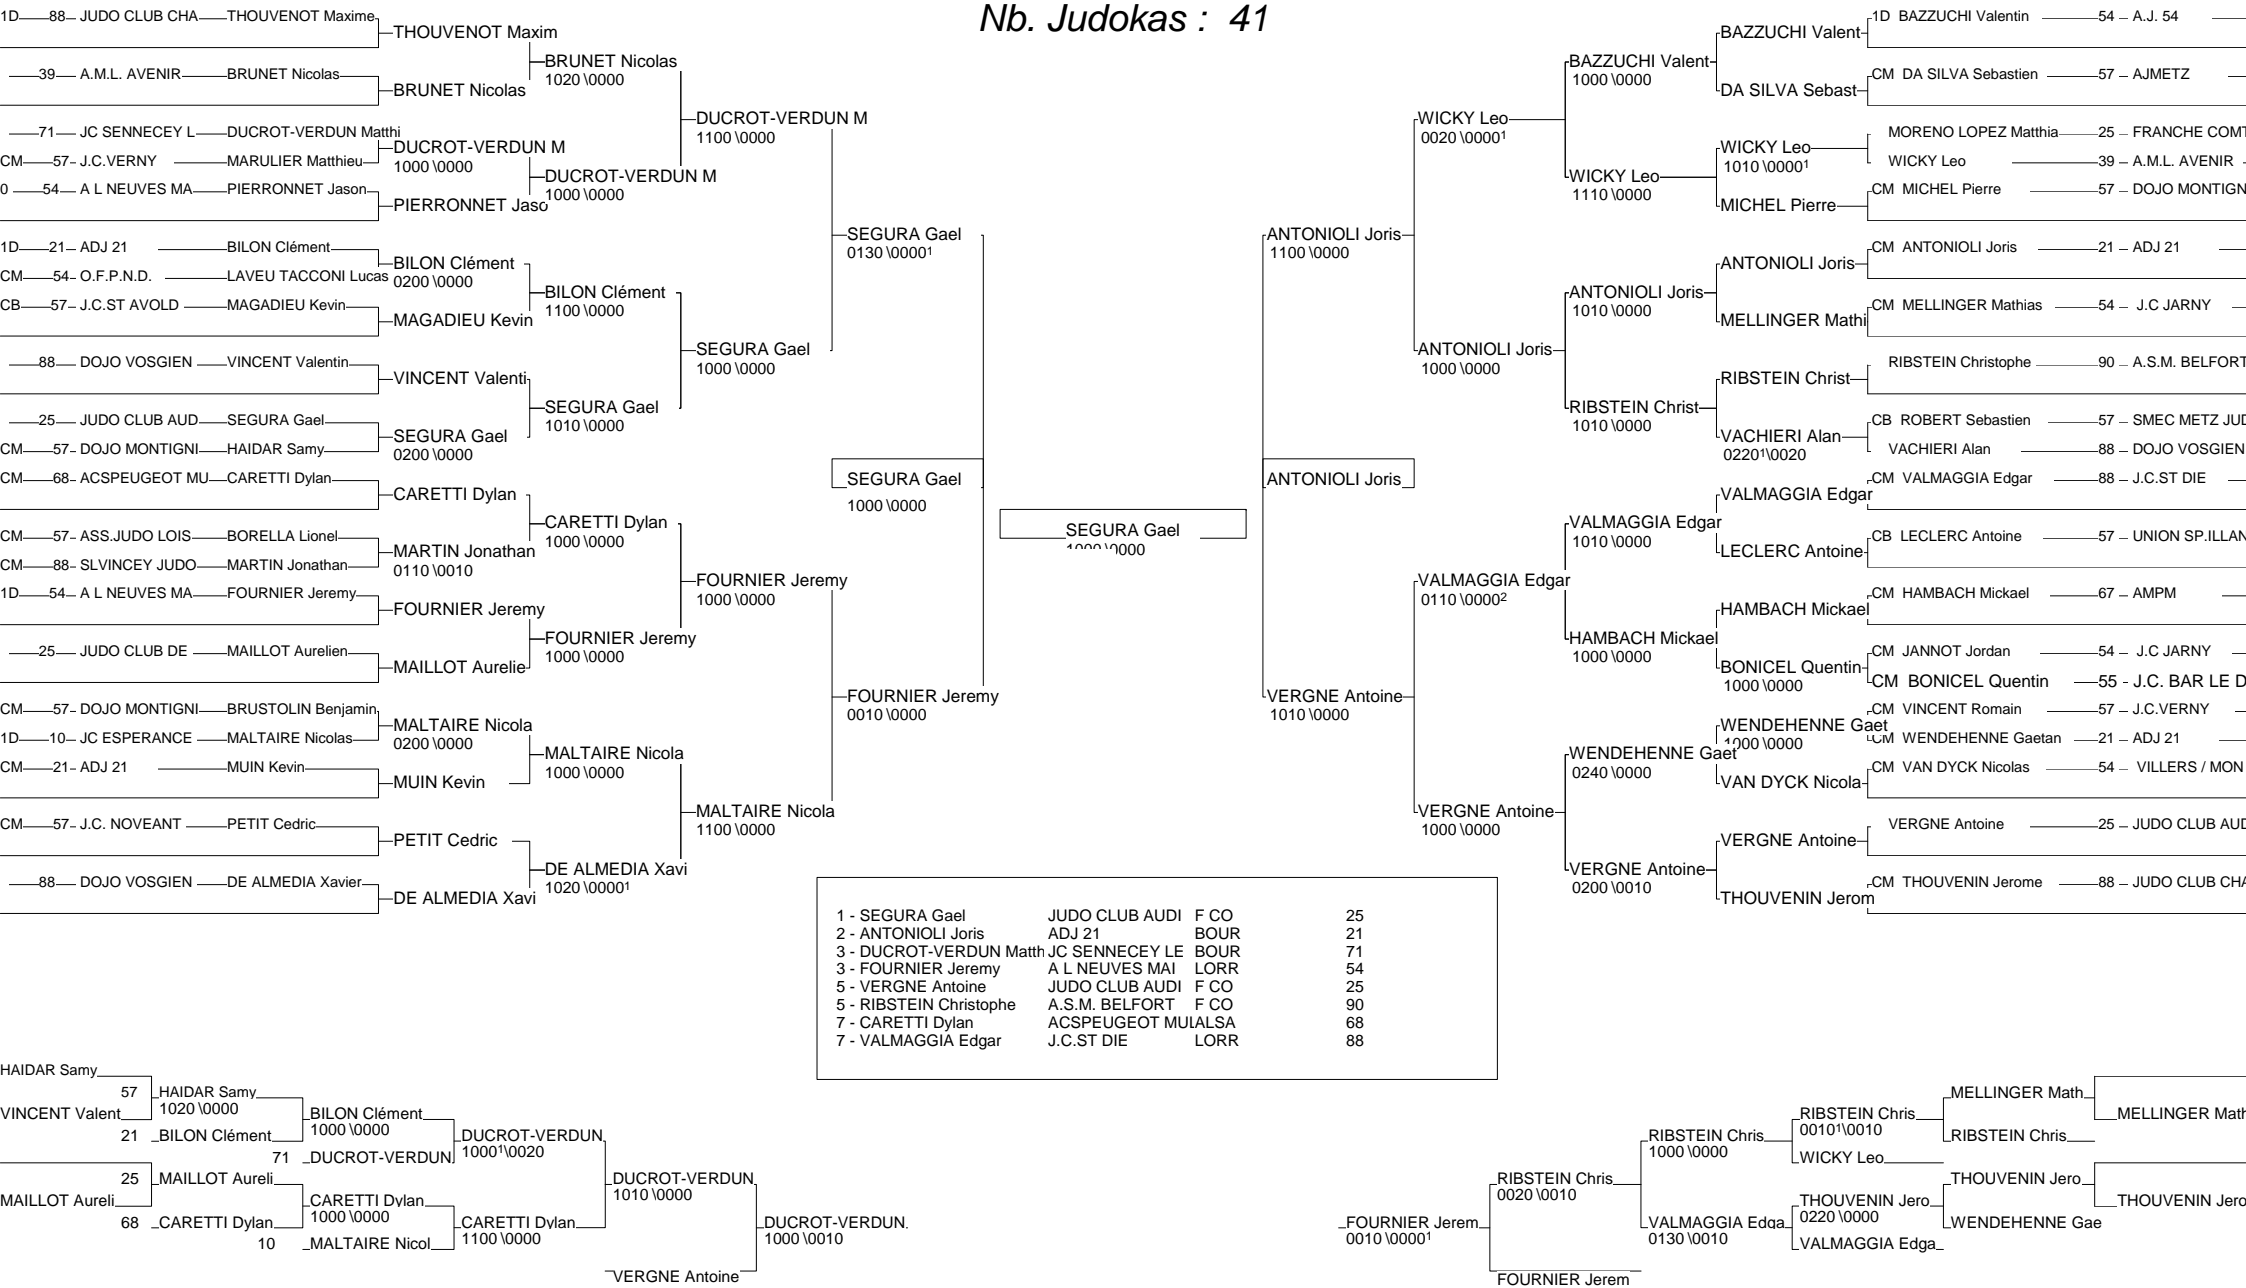 Nb. Judokas : 41
1D 88 JUDO CLUB CHA THOUVENOT Maxime
39 A.M.L. AVENIR BRUNET Nicolas
71 JC SENNECEY L DUCROT-VERDUN Matthi
CM 57 J.C.VERNY MARULIER Matthieu
0 54 A L NEUVES MA PIERRONNET Jason
1D 21 ADJ 21 BILON Clément
CM 54 O.F.P.N.D. LAVEU TACCONI Lucas
CB 57 J.C.ST AVOLD MAGADIEU Kevin
88 DOJO VOSGIEN VINCENT Valentin
25 JUDO CLUB AUD SEGURA Gael
CM 57 DOJO MONTIGNI HAIDAR Samy
CM 68 ACSPEUGEOT MU CARETTI Dylan
CM 57 ASS.JUDO LOIS BORELLA Lionel
CM 88 SLVINCEY JUDO MARTIN Jonathan
1D 54 A L NEUVES MA FOURNIER Jeremy
25 JUDO CLUB DE MAILLOT Aurelien
CM 57 DOJO MONTIGNI BRUSTOLIN Benjamin
1D 10 JC ESPERANCE MALTAIRE Nicolas
CM 21 ADJ 21 MUIN Kevin
CM 57 J.C. NOVEANT PETIT Cedric
88 DOJO VOSGIEN DE ALMEDIA Xavier
THOUVENOT Maxim
BRUNET Nicolas
DUCROT-VERDUN M
1000 \0000
PIERRONNET Jaso
BILON Clément
0200 \0000
MAGADIEU Kevin
VINCENT Valenti
SEGURA Gael
0200 \0000
CARETTI Dylan
MARTIN Jonathan
0110 \0010
FOURNIER Jeremy
MAILLOT Aurelie
MALTAIRE Nicola
0200 \0000
MUIN Kevin
PETIT Cedric
DE ALMEDIA Xavi
BRUNET Nicolas
1020 \0000
DUCROT-VERDUN M
1000 \0000
BILON Clément
1100 \0000
SEGURA Gael
1010 \0000
CARETTI Dylan
1000 \0000
FOURNIER Jeremy
1000 \0000
MALTAIRE Nicola
1000 \0000
DE ALMEDIA Xavi
1020 \0000¹
DUCROT-VERDUN M
1100 \0000
SEGURA Gael
1000 \0000
FOURNIER Jeremy
1000 \0000
MALTAIRE Nicola
1100 \0000
SEGURA Gael
0130 \0000¹
SEGURA Gael
1000 \0000
FOURNIER Jeremy
0010 \0000
SEGURA Gael
1000 \0000
ANTONIOLI Joris
1100 \0000
ANTONIOLI Joris
VERGNE Antoine
1010 \0000
WICKY Leo
0020 \0000¹
ANTONIOLI Joris
1000 \0000
VALMAGGIA Edgar
0110 \0000²
VERGNE Antoine
1000 \0000
BAZZUCHI Valent
1000 \0000
WICKY Leo
1110 \0000
ANTONIOLI Joris
1010 \0000
RIBSTEIN Christ
1010 \0000
VALMAGGIA Edgar
1010 \0000
HAMBACH Mickael
1000 \0000
WENDEHENNE Gaet
0240 \0000
VERGNE Antoine
0200 \0010
BAZZUCHI Valent
DA SILVA Sebast
WICKY Leo
1010 \0000¹
MICHEL Pierre
ANTONIOLI Joris
MELLINGER Mathi
RIBSTEIN Christ
VACHIERI Alan
0220¹\0020
VALMAGGIA Edgar
LECLERC Antoine
HAMBACH Mickael
BONICEL Quentin
1000 \0000
WENDEHENNE Gaet
1000 \0000
VAN DYCK Nicola
VERGNE Antoine
THOUVENIN Jerom
1D BAZZUCHI Valentin 54 A.J. 54
CM DA SILVA Sebastien 57 AJMETZ
MORENO LOPEZ Matthia 25 FRANCHE COMT
WICKY Leo 39 A.M.L. AVENIR
CM MICHEL Pierre 57 DOJO MONTIGN
CM ANTONIOLI Joris 21 ADJ 21
CM MELLINGER Mathias 54 J.C JARNY
RIBSTEIN Christophe 90 A.S.M. BELFORT
CB ROBERT Sebastien 57 SMEC METZ JUD
VACHIERI Alan 88 DOJO VOSGIEN
CM VALMAGGIA Edgar 88 J.C.ST DIE
CB LECLERC Antoine 57 UNION SP.ILLAN
CM HAMBACH Mickael 67 AMPM
CM JANNOT Jordan 54 J.C JARNY
CM BONICEL Quentin 55 - J.C. BAR LE D
CM VINCENT Romain 57 J.C.VERNY
CM WENDEHENNE Gaetan 21 ADJ 21
CM VAN DYCK Nicolas 54 VILLERS / MON
VERGNE Antoine 25 JUDO CLUB AUD
CM THOUVENIN Jerome 88 JUDO CLUB CHA
1 - SEGURA Gael JUDO CLUB AUDI F CO 25
2 - ANTONIOLI Joris ADJ 21 BOUR 21
3 - DUCROT-VERDUN Matth JC SENNECEY LE BOUR 71
3 - FOURNIER Jeremy A L NEUVES MAI LORR 54
5 - VERGNE Antoine JUDO CLUB AUDI F CO 25
5 - RIBSTEIN Christophe A.S.M. BELFORT F CO 90
7 - CARETTI Dylan ACSPEUGEOT MUL ALSA 68
7 - VALMAGGIA Edgar J.C.ST DIE LORR 88
HAIDAR Samy
57
VINCENT Valent
21
25
MAILLOT Aureli
68
HAIDAR Samy
1020 \0000
BILON Clément
71
MAILLOT Aureli
CARETTI Dylan
10
BILON Clément
1000 \0000
DUCROT-VERDUN
CARETTI Dylan
1000 \0000
MALTAIRE Nicol
DUCROT-VERDUN
1000¹\0020
CARETTI Dylan
1100 \0000
DUCROT-VERDUN
1010 \0000
VERGNE Antoine
DUCROT-VERDUN
1000 \0010
FOURNIER Jerem
0010 \0000¹
RIBSTEIN Chris
0020 \0010
FOURNIER Jerem
RIBSTEIN Chris
1000 \0000
VALMAGGIA Edga
0130 \0010
RIBSTEIN Chris
0010¹\0010
WICKY Leo
THOUVENIN Jero
0220 \0000
VALMAGGIA Edga
MELLINGER Math
RIBSTEIN Chris
THOUVENIN Jero
WENDEHENNE Gae
MELLINGER Math
THOUVENIN Jero